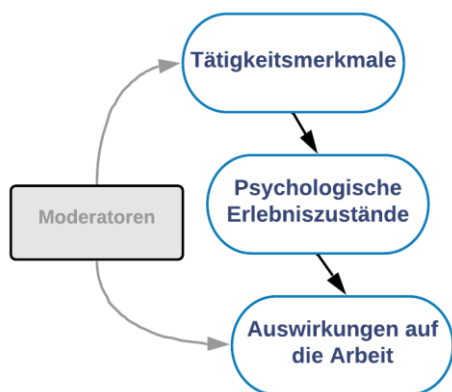 Tätigkeitsmerkmale
Psychologische
Erlebniszustände
Moderatoren
Auswirkungen auf
die Arbeit